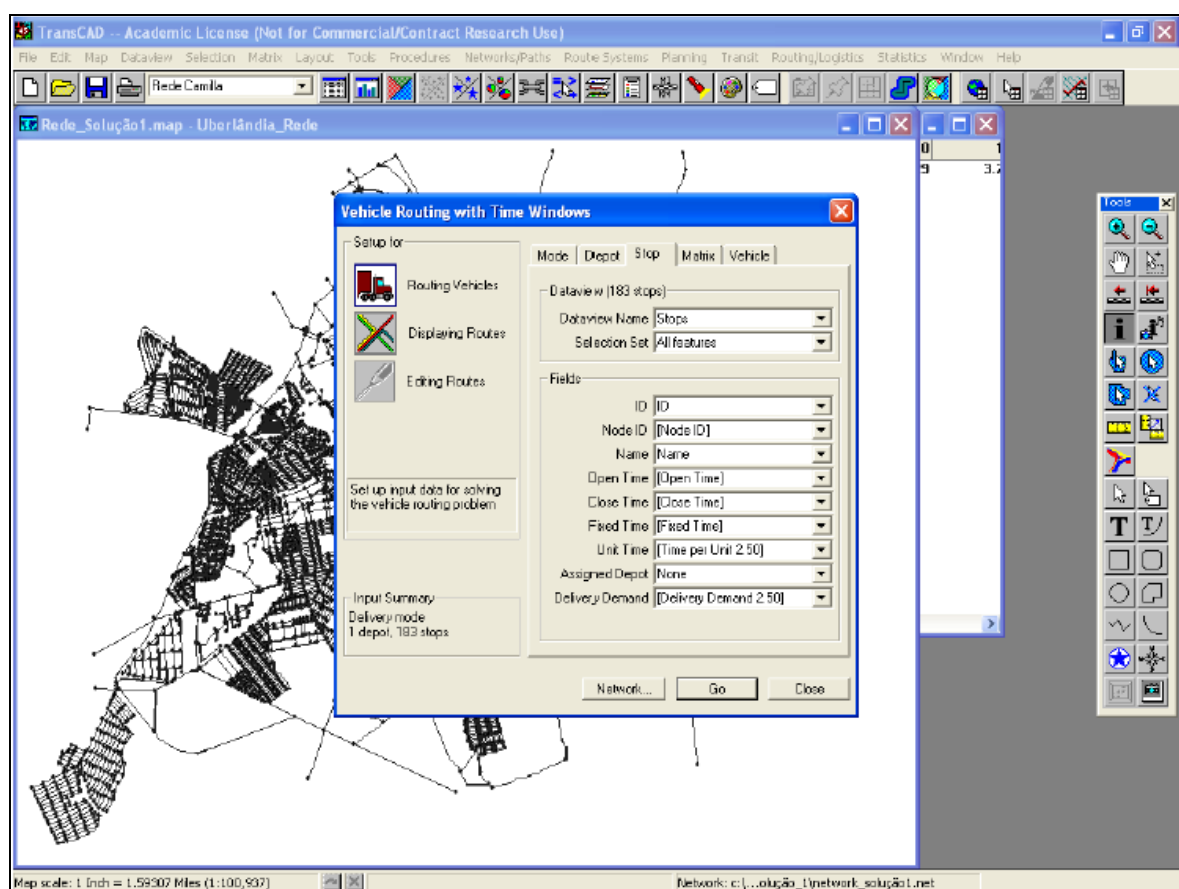 TransCAD -- Academic License (Not for Commercial/Contract Research Use)
File Edit Map Dataview Selection Matrix Layout Tools Procedures Networks/Paths Route Systems Planning Transit Routing/Logistics Statistics Window Help
Rede Camilla
Rede_Solução1.map - Uberlândia_Rede
0 1
9 3.2
Vehicle Routing with Time Windows
Tools
Setup for
Mode Depot Stop Matrix Vehicle
Routing Vehicles
Displaying Routes
Editing Routes
Set up input data for solving
the vehicle routing problem
Input Summary
Delivery mode
1 depot, 183 stops
Dataview (183 stops)
Dataview Name Stops
Selection Set All features
Fields
ID ID
Node ID [Node ID]
Name Name
Open Time [Open Time]
Close Time [Close Time]
Fixed Time [Fixed Time]
Unit Time [Time per Unit 2.50]
Assigned Depot None
Delivery Demand [Delivery Demand 2.50]
Network... Go Close
Map scale: 1 Inch = 1.59307 Miles (1:100,937)
Network: c:\...olução_1\network_solução1.net